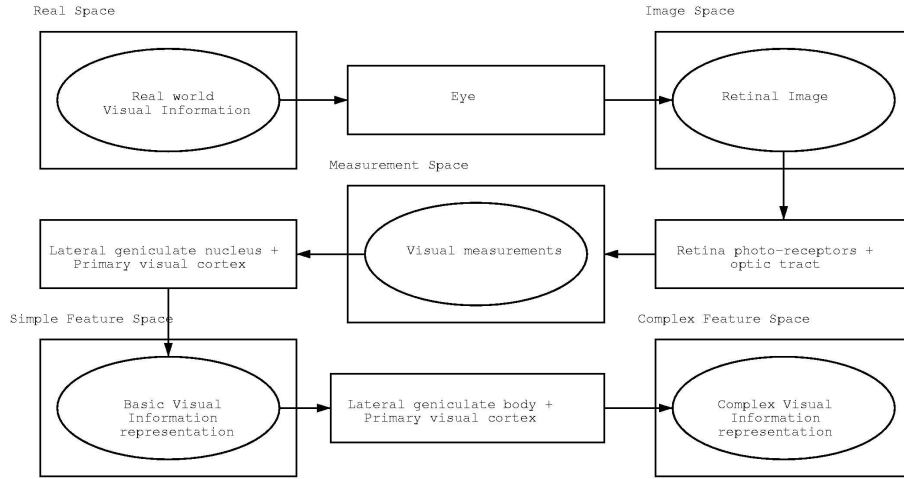 Real Space
Image Space
Real world
Visual Information
Eye
Retinal Image
Measurement Space
Lateral geniculate nucleus +
Primary visual cortex
Visual measurements
Retina photo-receptors +
optic tract
Simple Feature Space
Complex Feature Space
Basic Visual
Information
representation
Lateral geniculate body +
Primary visual cortex
Complex Visual
Information
representation